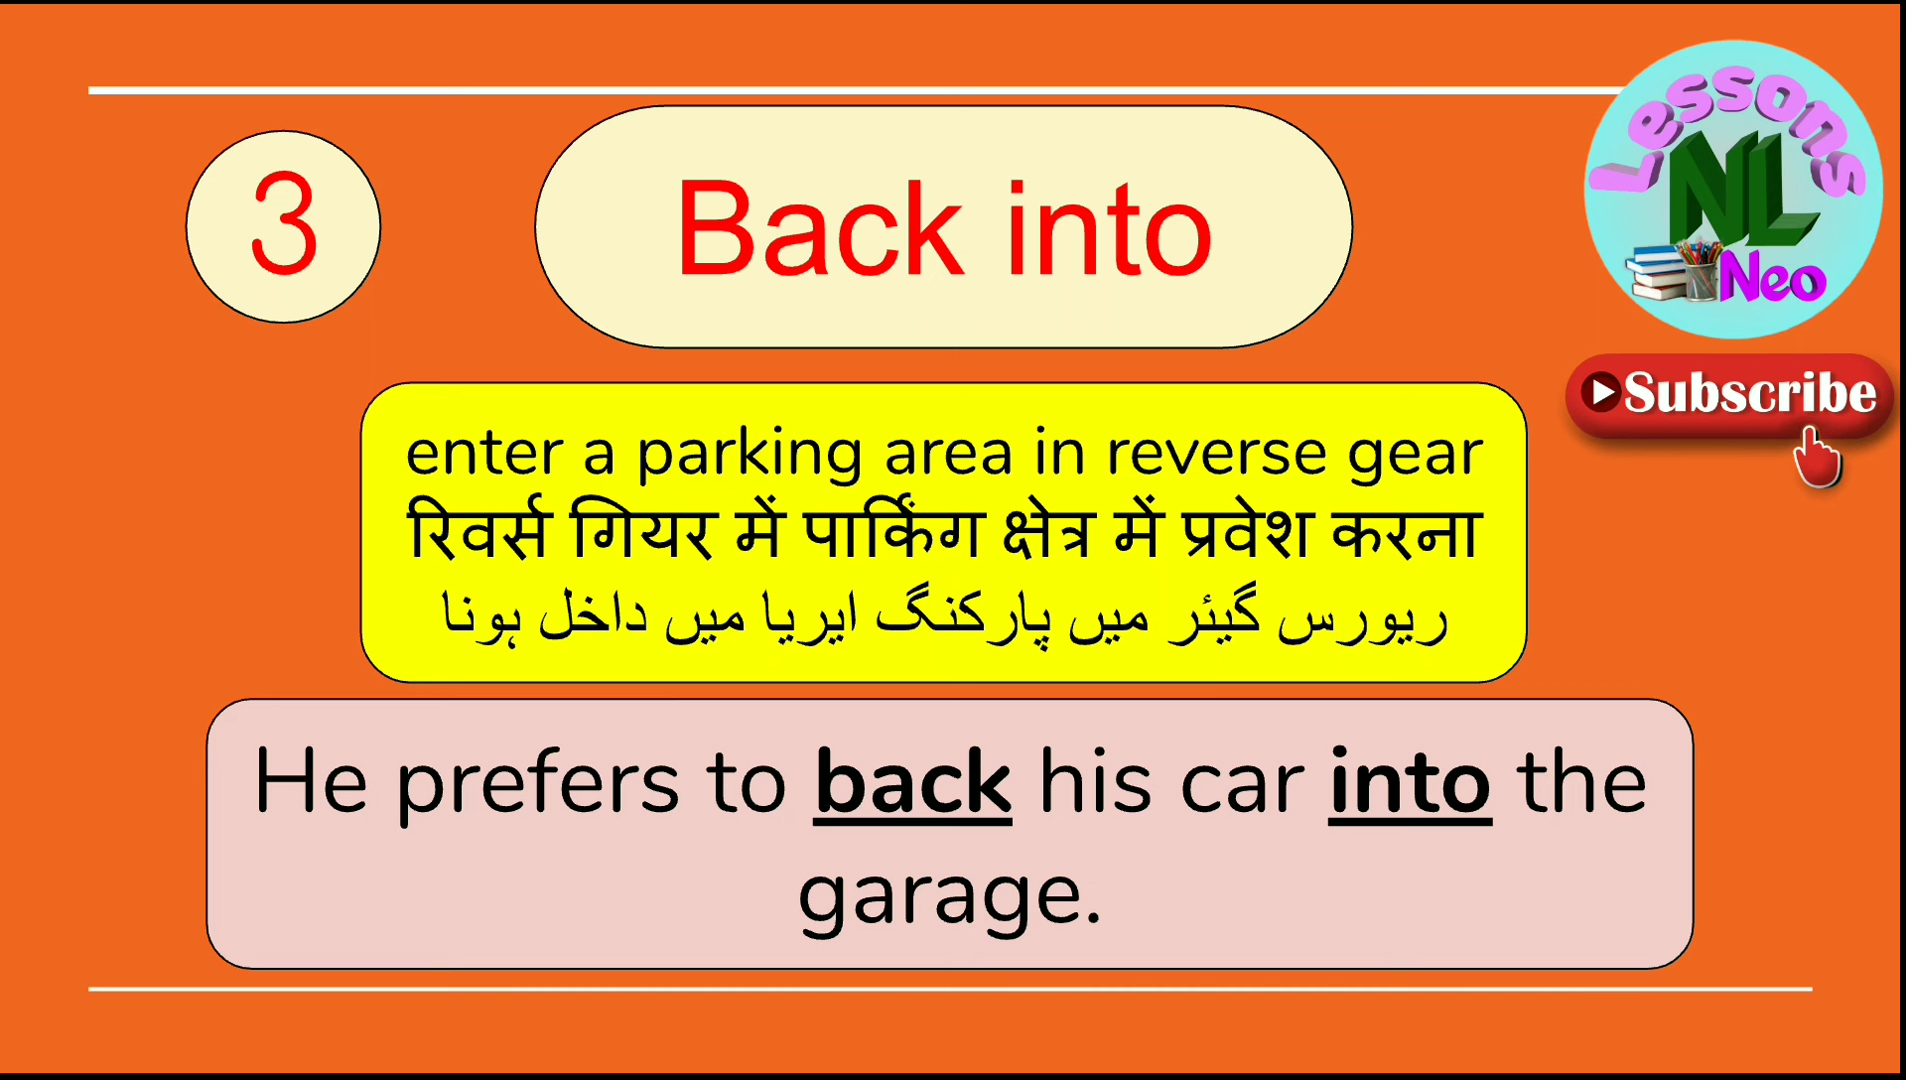 Lessons
NL
Neo
3
Back into
Subscribe
enter a parking area in reverse gear
रिवर्स गियर में पार्किंग क्षेत्र में प्रवेश करना
ریورس گیئر میں پارکنگ ایریا میں داخل ہونا
He prefers to back his car into the
garage.